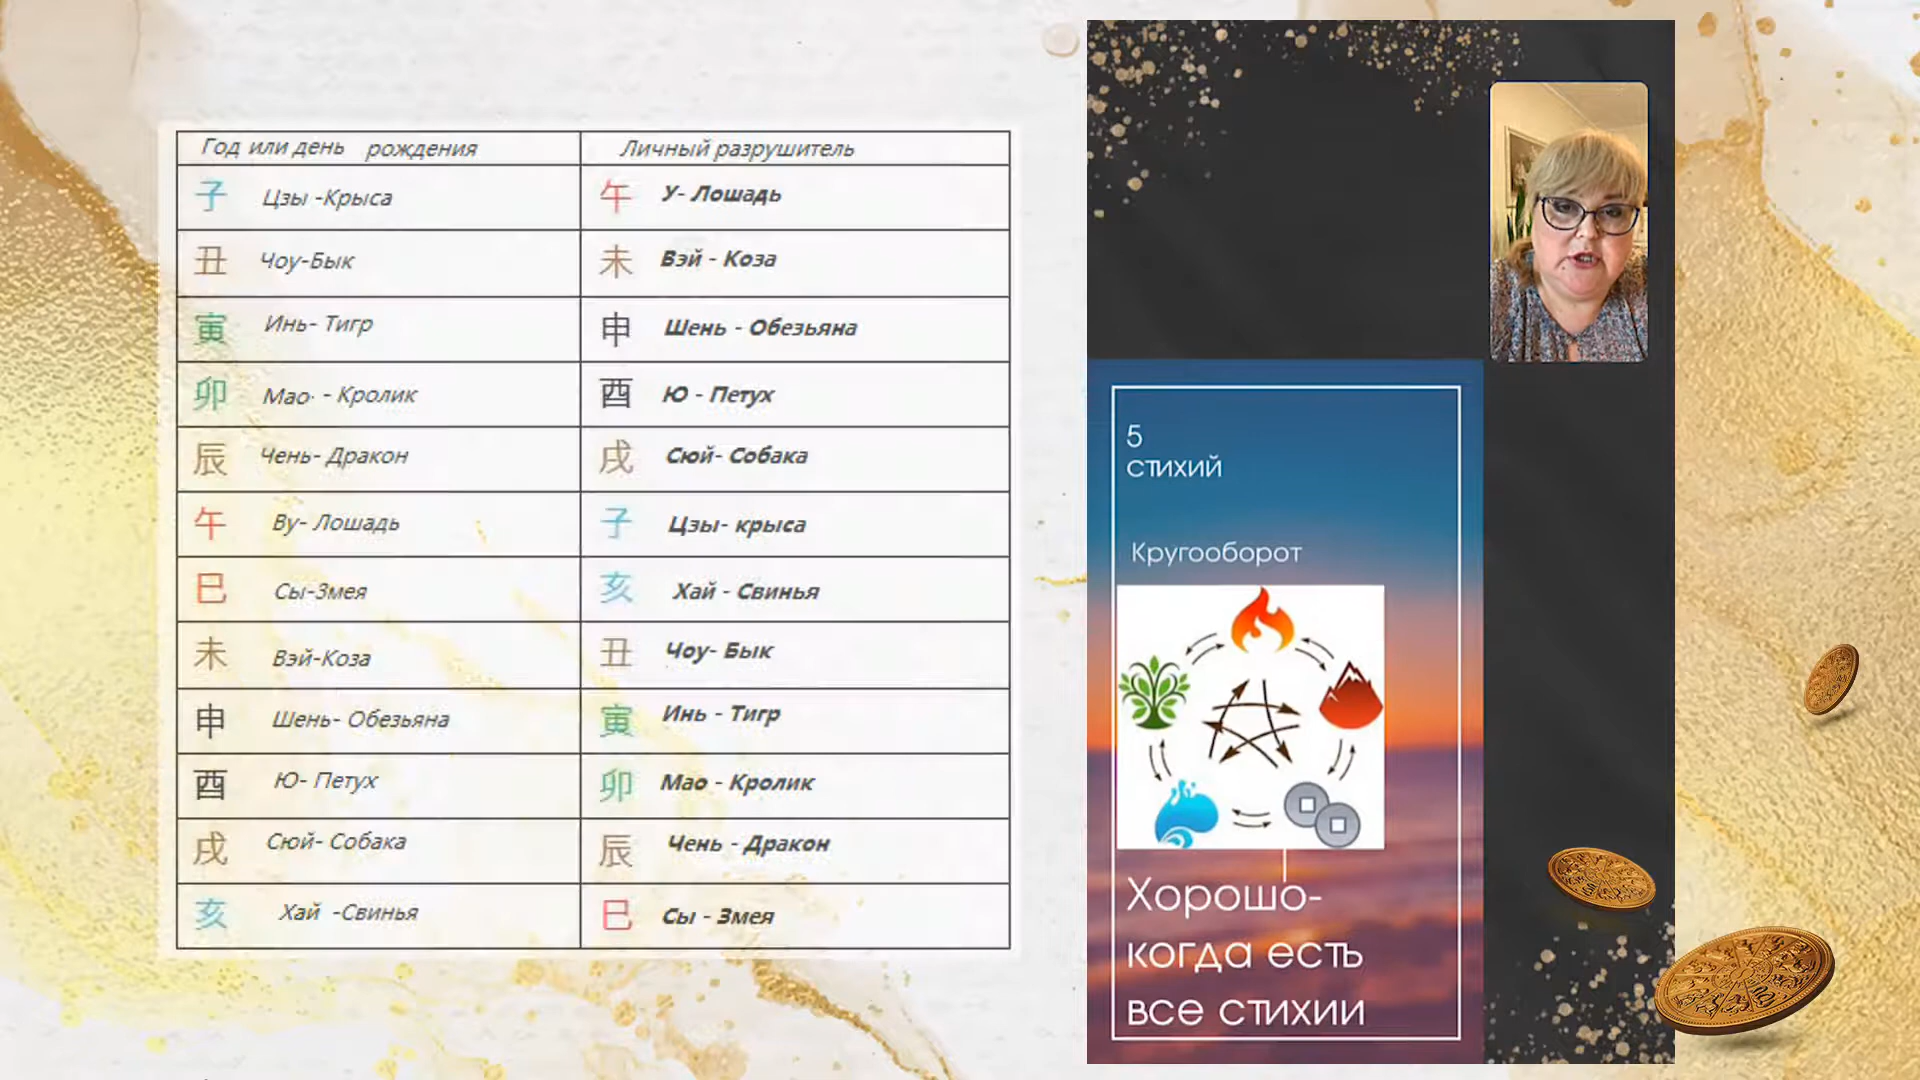 Год или день рождения Личный разрушитель
子 Цзы -Крыса 午 У- Лошадь
丑 Чоу-Бык 未 Вэй - Коза
寅 Инь- Тигр 申 Шень - Обезьяна
卯 Мао· - Кролик 酉 Ю - Петух
辰 Чень- Дракон 戌 Сюй- Собака
午 Ву- Лошадь 子 Цзы- крыса
巳 Сы-Змея 亥 Хай - Свинья
未 Вэй-Коза 丑 Чоу- Бык
申 Шень- Обезьяна 寅 Инь - Тигр
酉 Ю- Петух 卯 Мао - Кролик
戌 Сюй- Собака 辰 Чень - Дракон
亥 Хай -Свинья 巳 Сы - Змея
5
стихий
Кругооборот
Хорошо-
когда есть
все стихии